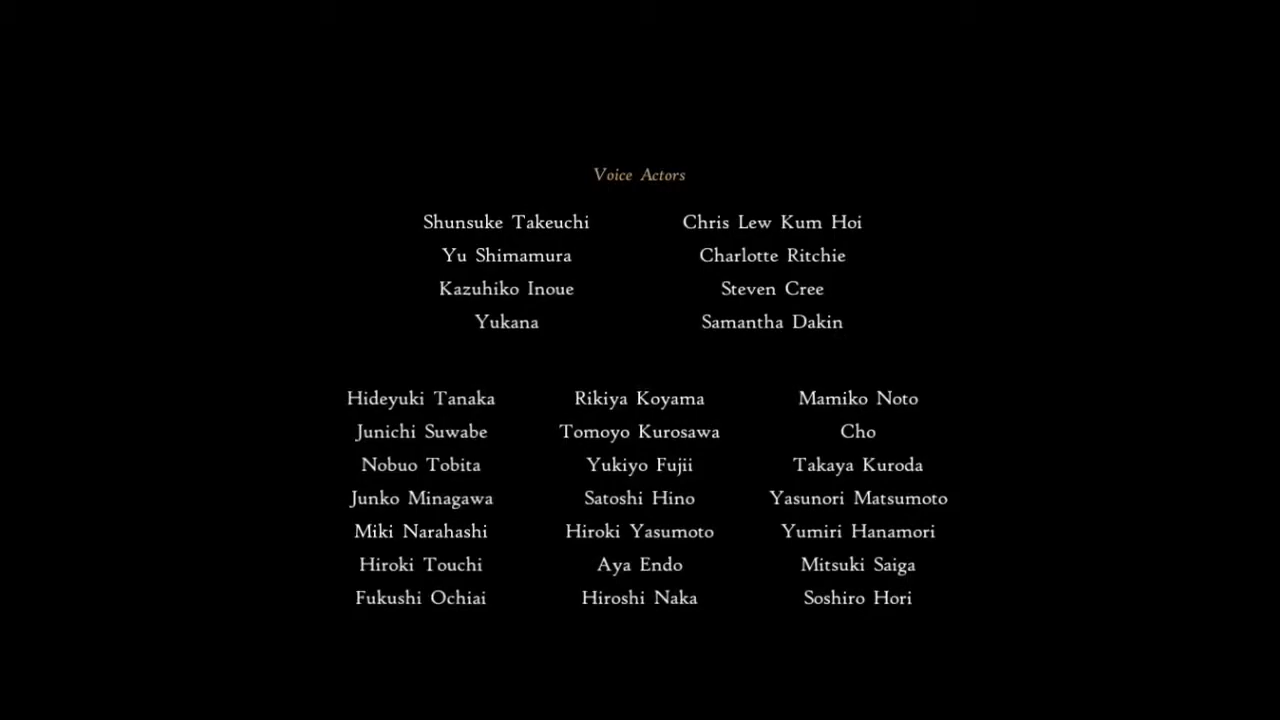 Voice Actors
Shunsuke Takeuchi Chris Lew Kum Hoi
Yu Shimamura Charlotte Ritchie
Kazuhiko Inoue Steven Cree
Yukana Samantha Dakin
Hideyuki Tanaka Rikiya Koyama Mamiko Noto
Junichi Suwabe Tomoyo Kurosawa Cho
Nobuo Tobita Yukiyo Fujii Takaya Kuroda
Junko Minagawa Satoshi Hino Yasunori Matsumoto
Miki Narahashi Hiroki Yasumoto Yumiri Hanamori
Hiroki Touchi Aya Endo Mitsuki Saiga
Fukushi Ochiai Hiroshi Naka Soshiro Hori